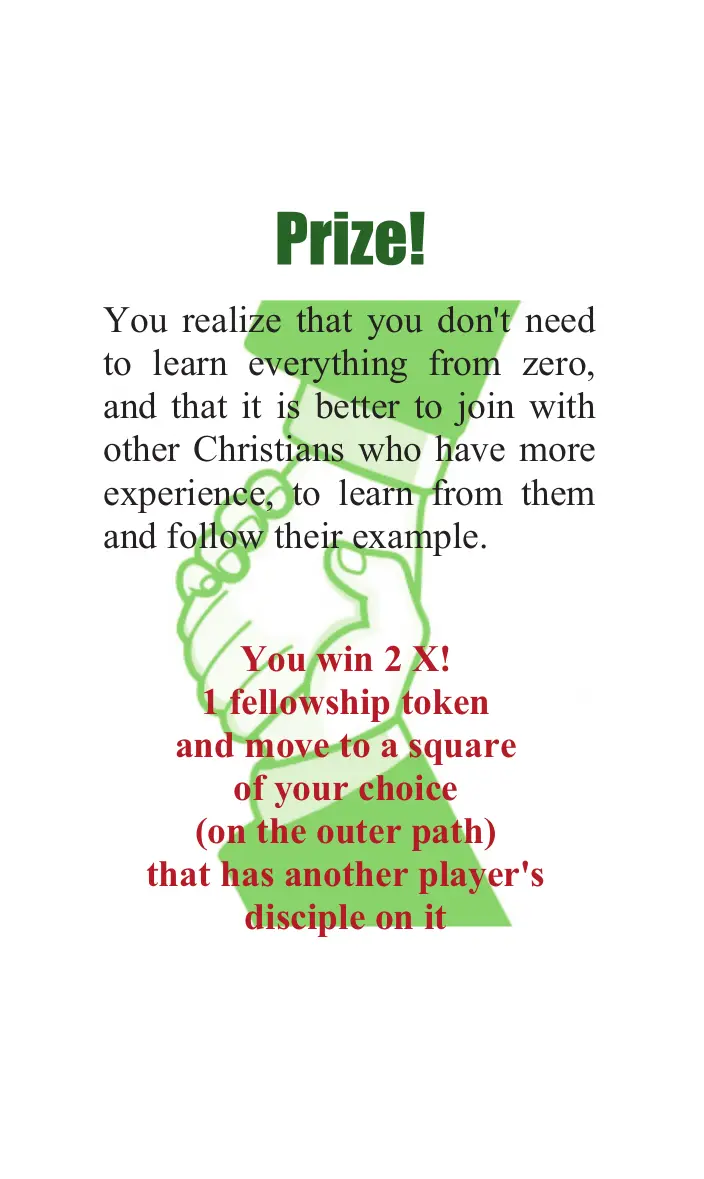 Prize!
You realize that you don't need
to learn everything from zero,
and that it is better to join with
other Christians who have more
experience, to learn from them
and follow their example.
You win 2 X!
1 fellowship token
and move to a square
of your choice
(on the outer path)
that has another player's
disciple on it